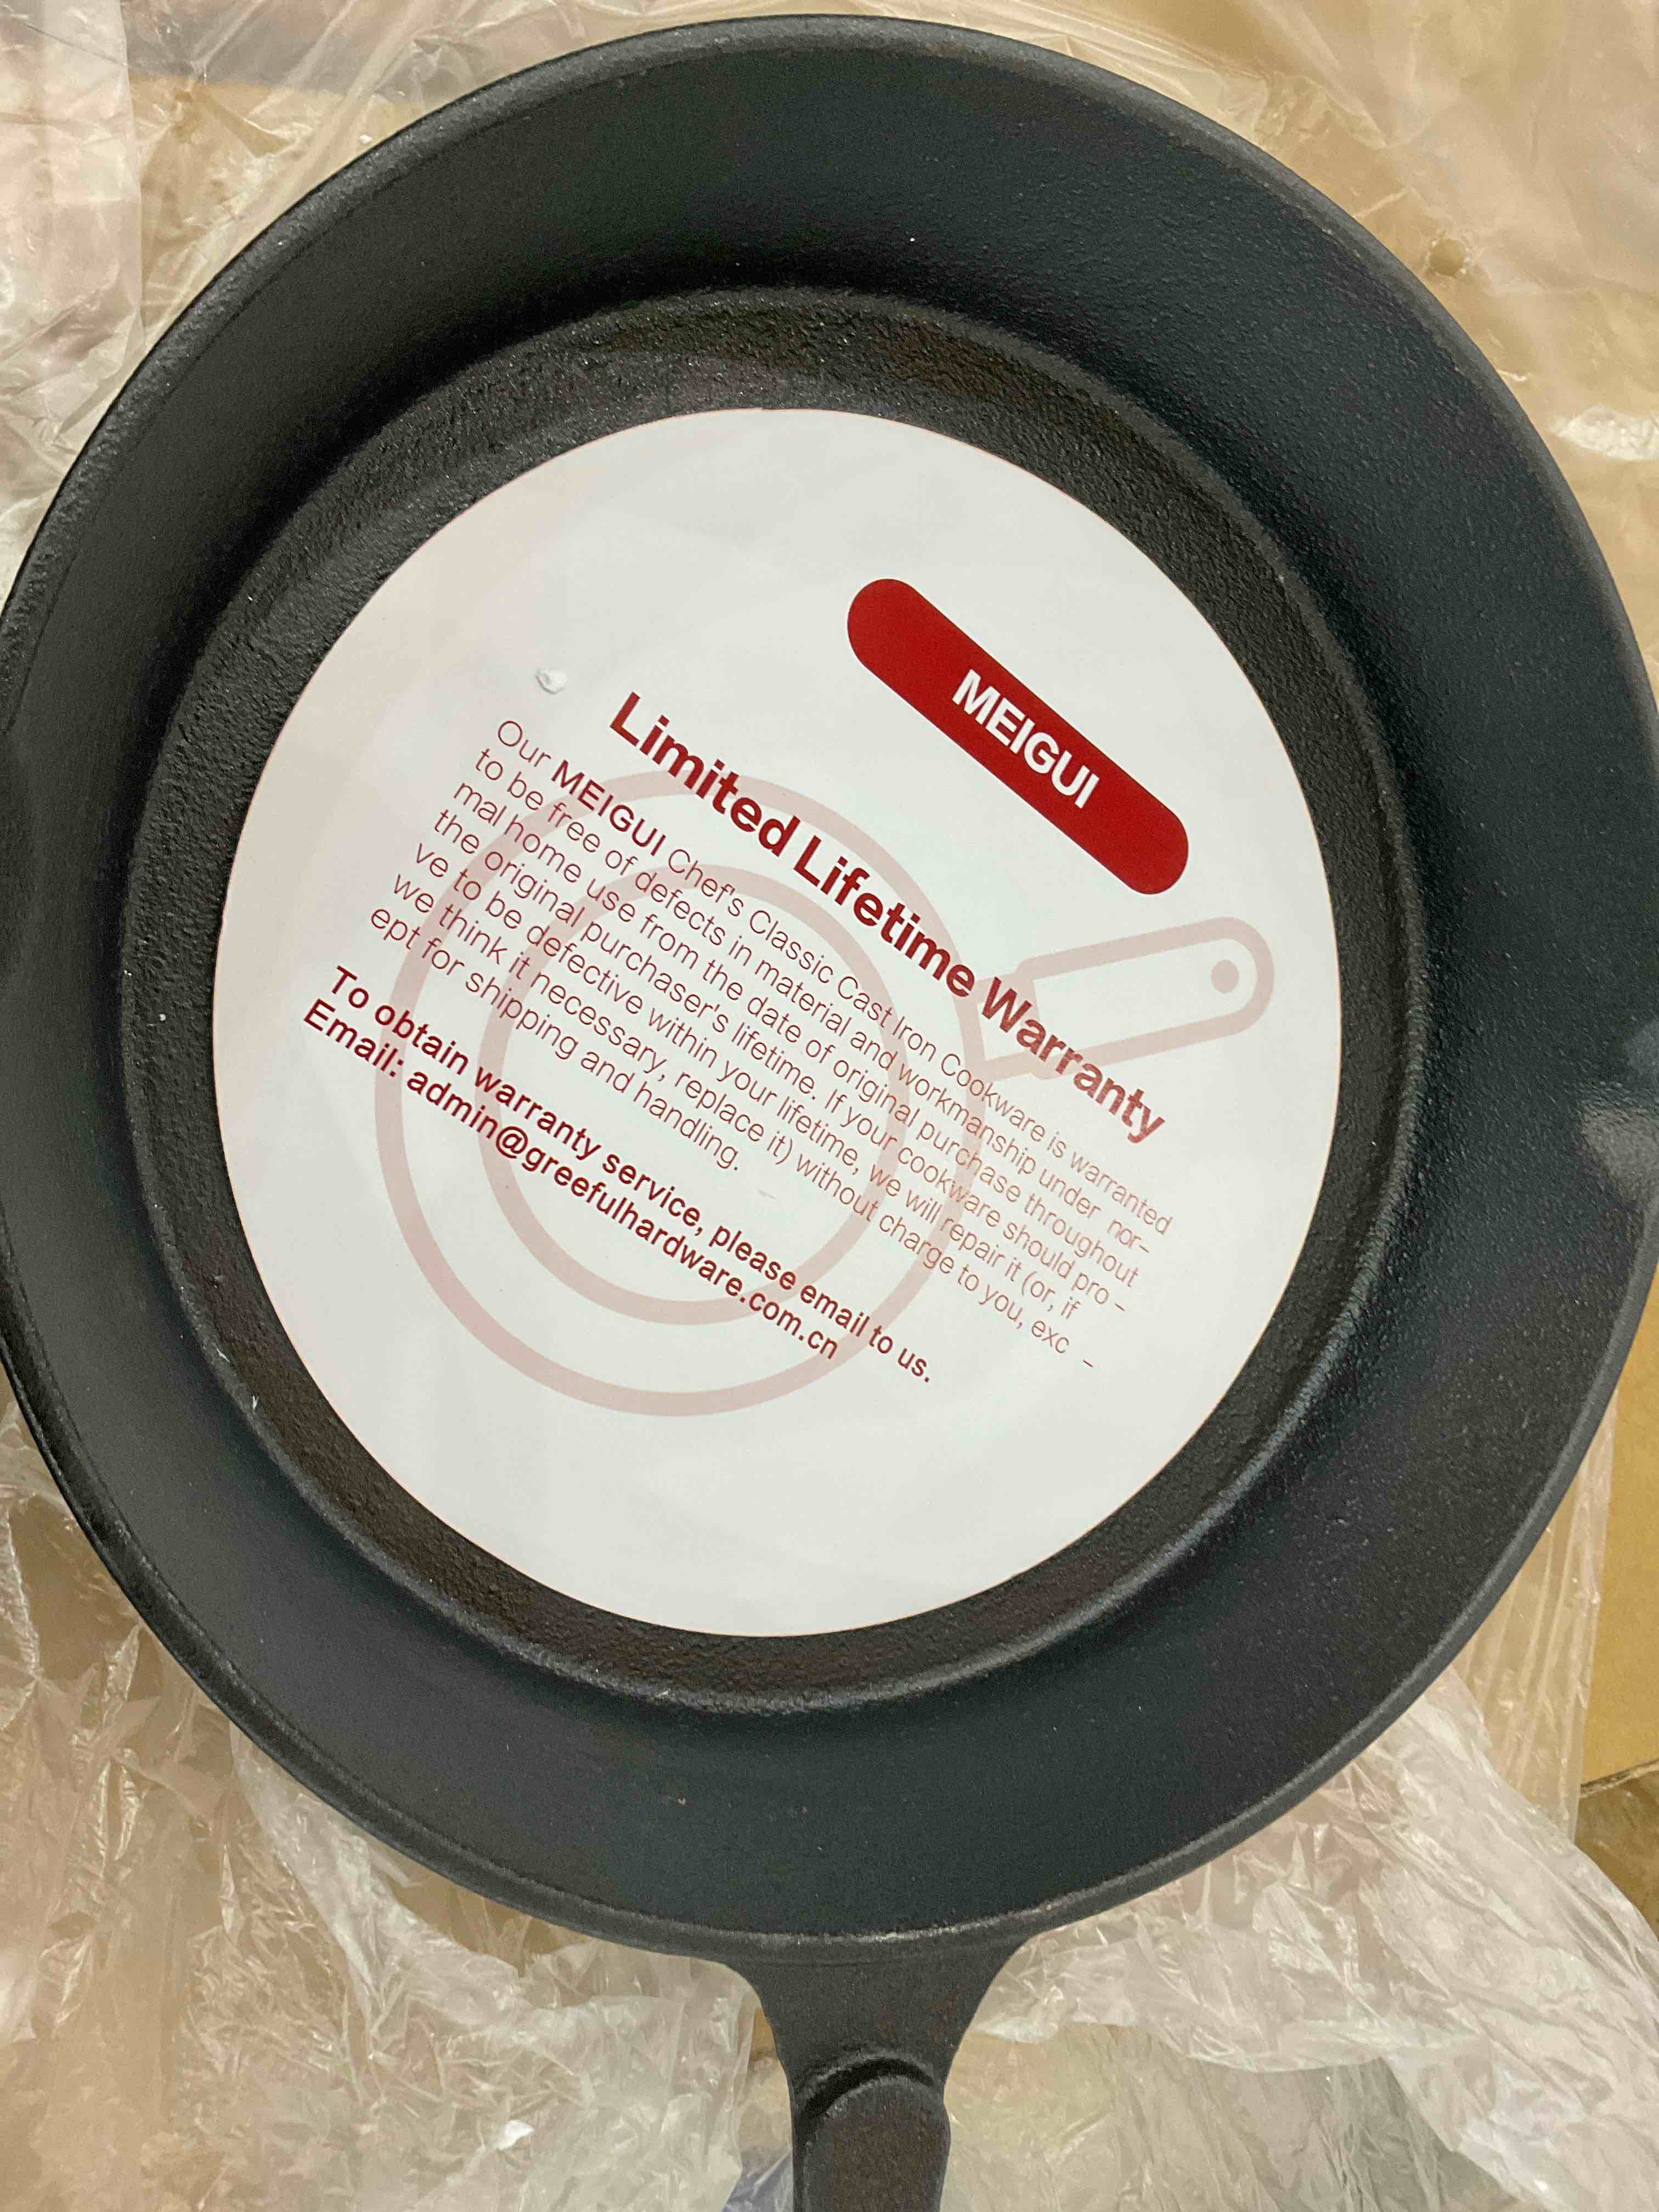 MEIGUI
Limited Lifetime Warranty
Our MEIGUI Chef's Classic Cast Iron Cookware is warranted
to be free of defects in material and workmanship under nor-
mal home use from the date of original purchase throughout
the original purchaser's lifetime. If your cookware should pro -
ve to be defective within your lifetime, we will repair it (or, if
we think it necessary, replace it) without charge to you, exc -
ept for shipping and handling.
To obtain warranty service, please email to us.
Email: admin@greefulhardware.com.cn